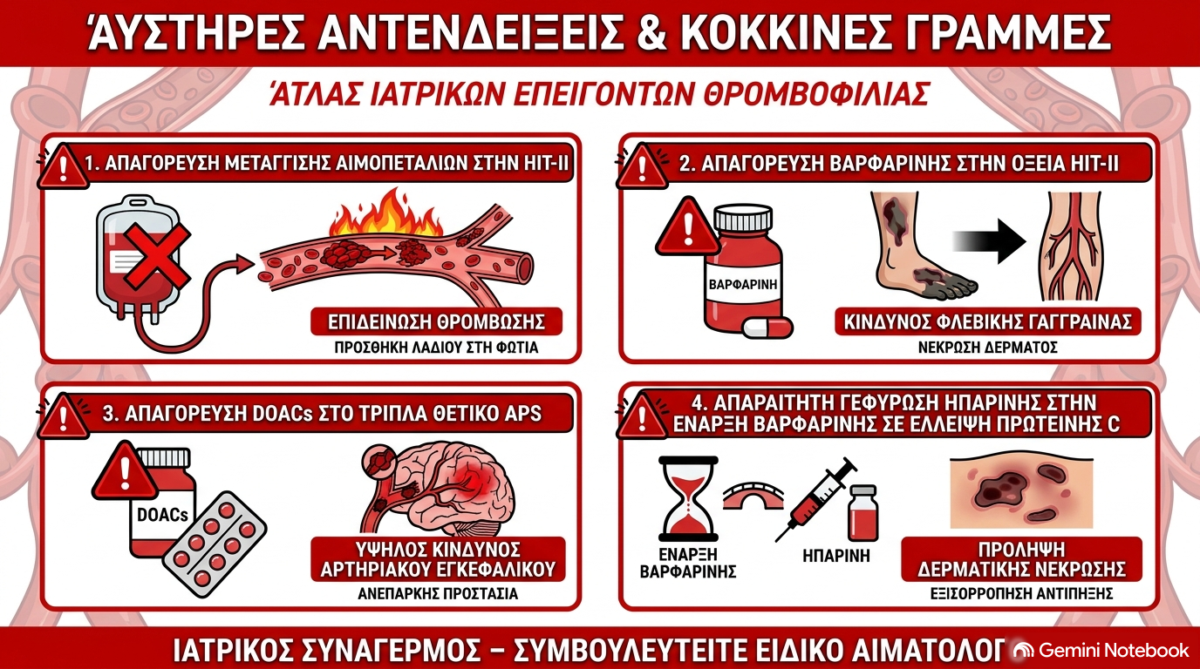 ΆΥΣΤΗΡΕΣ ΑΝΤΕΝΔΕΙΞΕΙΣ & ΚΟΚΚΙΝΕΣ ΓΡΑΜΜΕΣ
ΆΤΛΑΣ ΙΑΤΡΙΚΩΝ ΕΠΕΙΓΟΝΤΩΝ ΘΡΟΜΒΟΦΙΛΙΑΣ
1. ΑΠΑΓΟΡΕΥΣΗ ΜΕΤΑΓΓΙΣΗΣ ΑΙΜΟΠΕΤΑΛΙΩΝ ΣΤΗΝ HIT-II
ΕΠΙΔΕΙΝΩΣΗ ΘΡΟΜΒΩΣΗΣ
ΠΡΟΣΘΗΚΗ ΛΑΔΙΟΥ ΣΤΗ ΦΩΤΙΑ
2. ΑΠΑΓΟΡΕΥΣΗ ΒΑΡΦΑΡΙΝΗΣ ΣΤΗΝ ΟΞΕΙΑ HIT-II
ΒΑΡΦΑΡΙΝΗ
ΚΙΝΔΥΝΟΣ ΦΛΕΒΙΚΗΣ ΓΑΓΓΡΑΙΝΑΣ
ΝΕΚΡΩΣΗ ΔΕΡΜΑΤΟΣ
3. ΑΠΑΓΟΡΕΥΣΗ DOACs ΣΤΟ ΤΡΙΠΛΑ ΘΕΤΙΚΟ APS
DOACs
ΥΨΗΛΟΣ ΚΙΝΔΥΝΟΣ
ΑΡΤΗΡΙΑΚΟΥ ΕΓΚΕΦΑΛΙΚΟΥ
ΑΝΕΠΑΡΚΗΣ ΠΡΟΣΤΑΣΙΑ
4. ΑΠΑΡΑΙΤΗΤΗ ΓΕΦΥΡΩΣΗ ΗΠΑΡΙΝΗΣ ΣΤΗΝ
ΕΝΑΡΞΗ ΒΑΡΦΑΡΙΝΗΣ ΣΕ ΕΛΛΕΙΨΗ ΠΡΩΤΕΙΝΗΣ C
ΕΝΑΡΞΗ
ΒΑΡΦΑΡΙΝΗΣ
ΗΠΑΡΙΝΗ
ΠΡΟΛΗΨΗ
ΔΕΡΜΑΤΙΚΗΣ ΝΕΚΡΩΣΗΣ
ΕΞΙΣΟΡΡΟΠΗΣΗ ΑΝΤΙΠΗΞΗΣ
ΙΑΤΡΙΚΟΣ ΣΥΝΑΓΕΡΜΟΣ – ΣΥΜΒΟΥΛΕΥΤΕΙΤΕ ΕΙΔΙΚΟ ΑΙΜΑΤΟΛΟΓ
Gemini Notebook